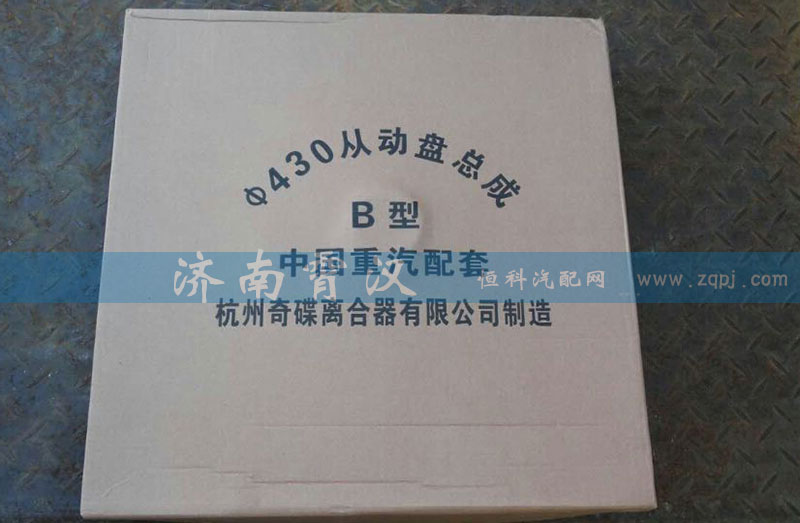 φ430从动盘总成
B型
中国重汽配套
济南霄汉 恒科汽配网 www.zqpj.com
杭州奇碟离合器有限公司制造